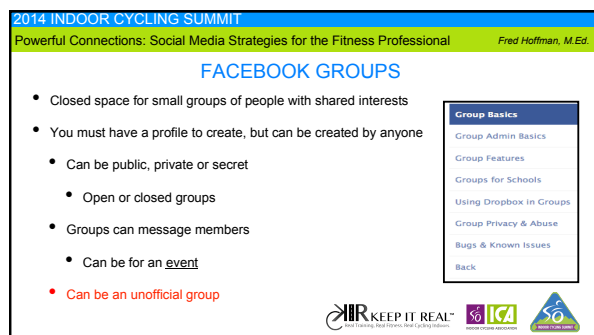 2014 INDOOR CYCLING SUMMIT
Powerful Connections: Social Media Strategies for the Fitness Professional Fred Hoffman, M.Ed.
FACEBOOK GROUPS
• Closed space for small groups of people with shared interests
• You must have a profile to create, but can be created by anyone
• Can be public, private or secret
• Open or closed groups
• Groups can message members
• Can be for an event
• Can be an unofficial group
Group Basics
Group Admin Basics
Group Features
Groups for Schools
Using Dropbox in Groups
Group Privacy & Abuse
Bugs & Known Issues
Back
KEEP IT REAL™
Real Training, Real Fitness, Real Cycling Indoors
ICA
INDOOR CYCLING ASSOCIATION
INDOOR CYCLING SUMMIT